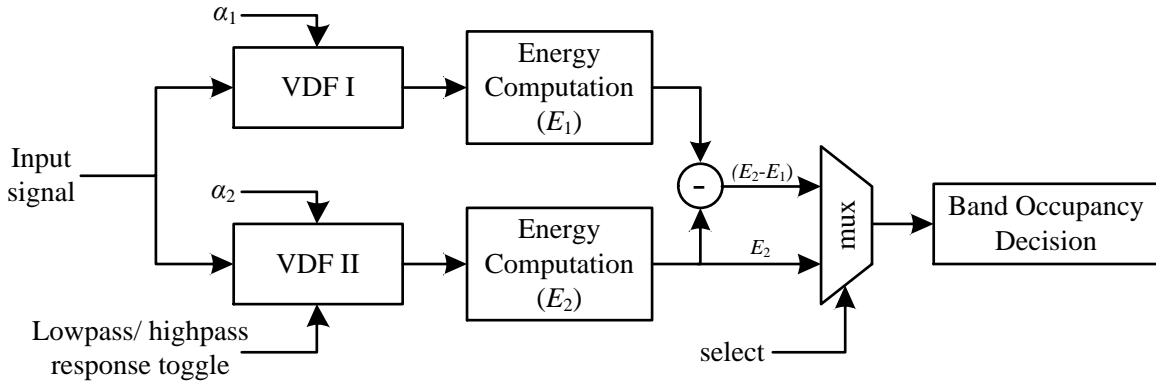 α1
VDF I
Energy
Computation
(E1)
Input
signal
α2
VDF II
Energy
Computation
(E2)
Lowpass/ highpass
response toggle
-
(E2-E1)
E2
mux
select
Band Occupancy
Decision